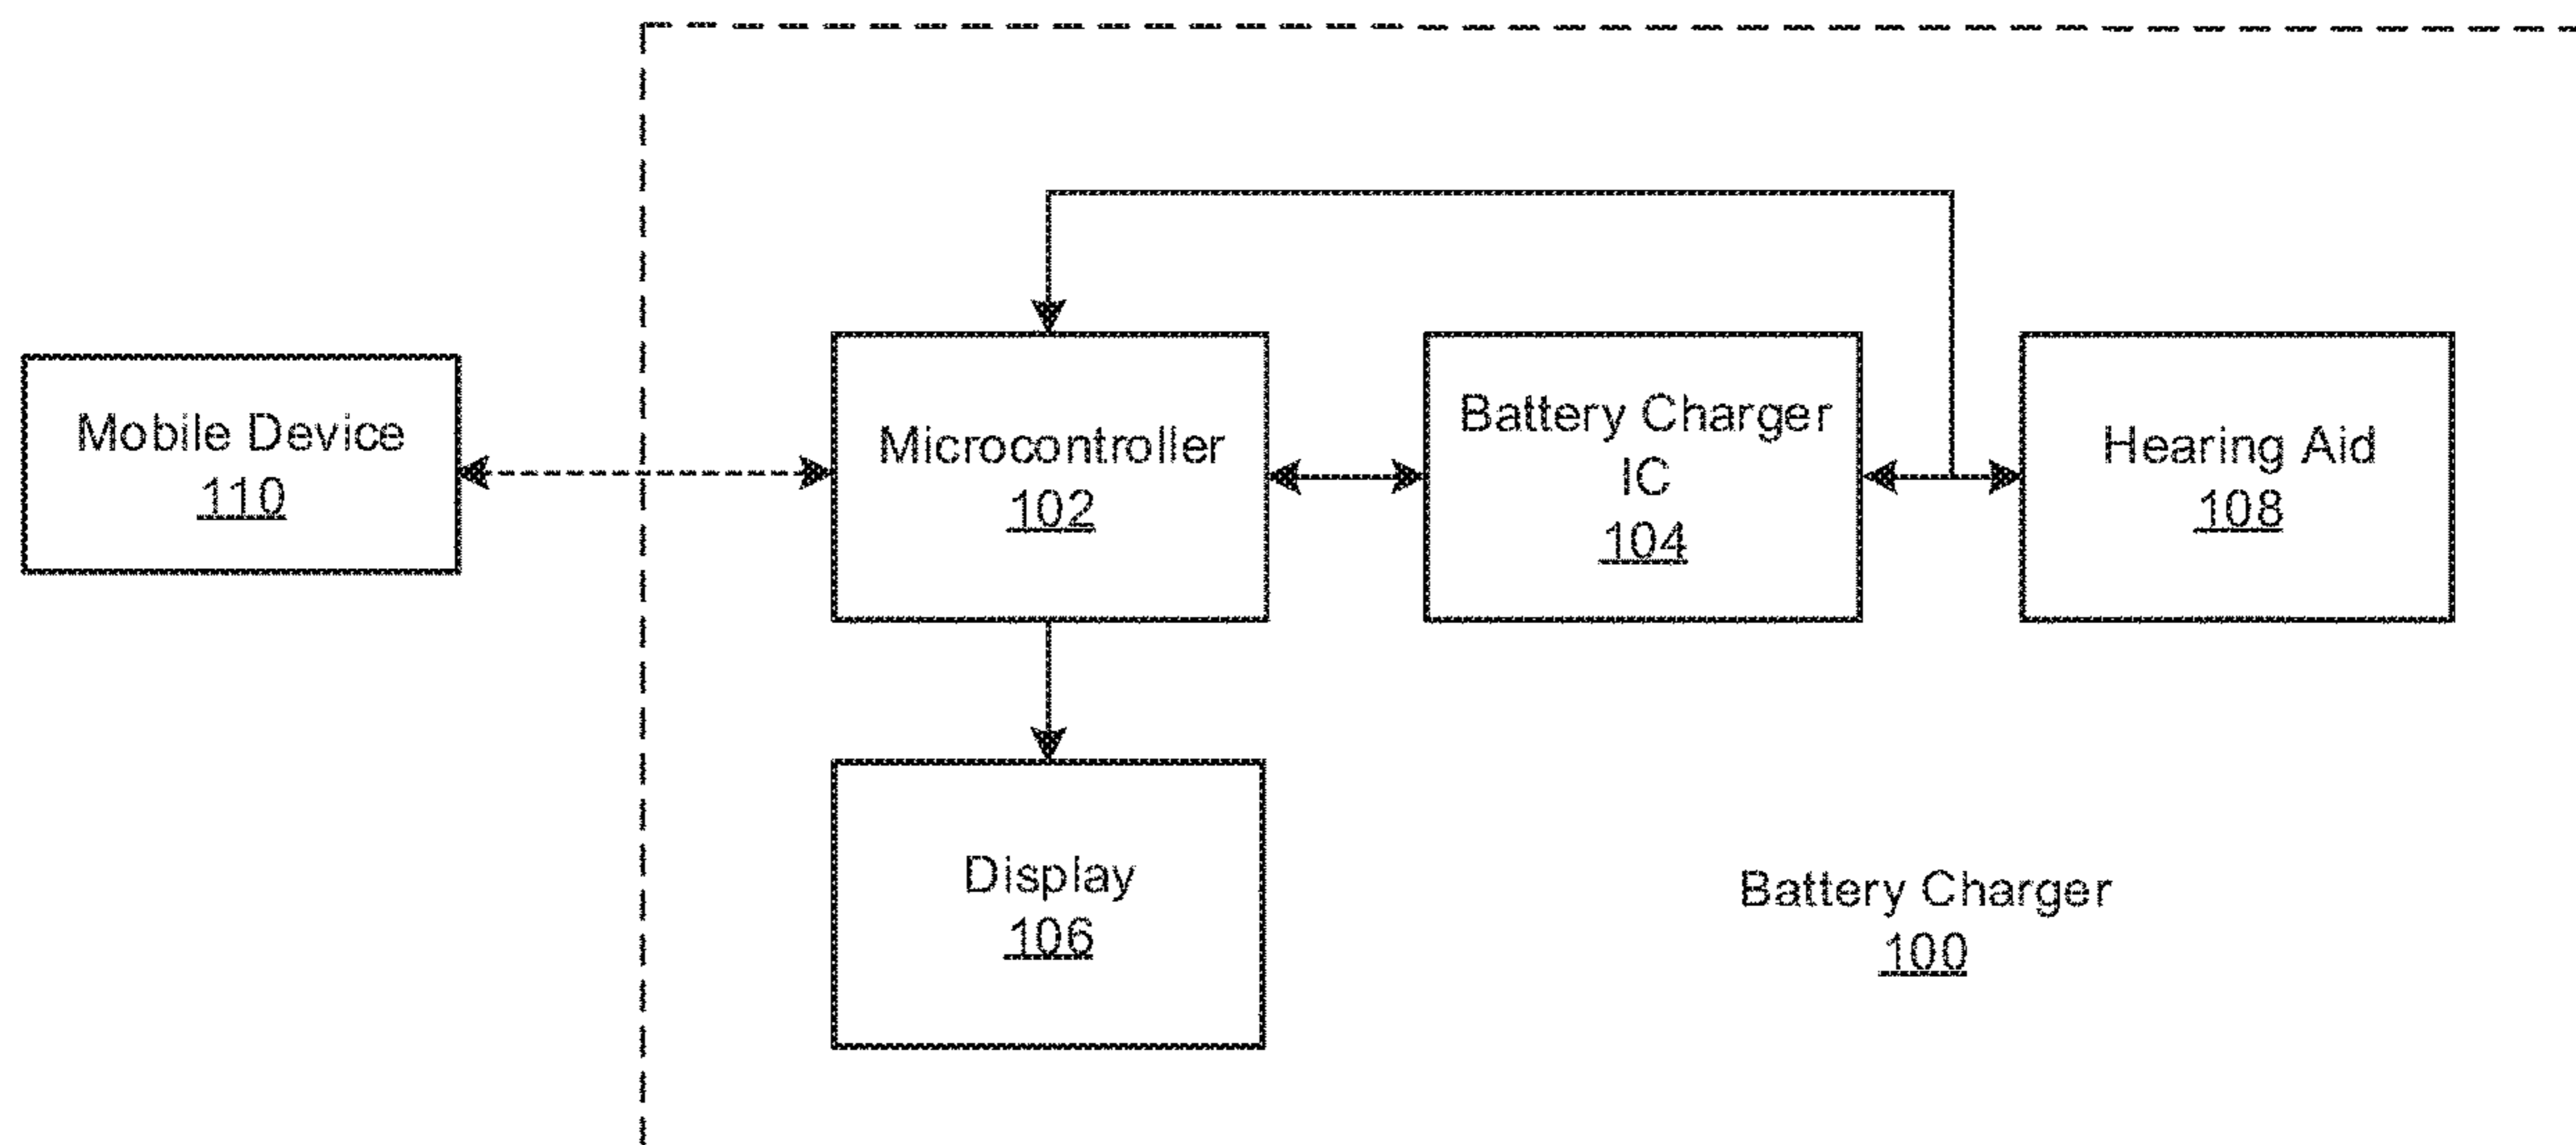 Mobile Device
110
Microcontroller
102
Battery Charger
IC
104
Hearing Aid
108
Display
106
Battery Charger
100